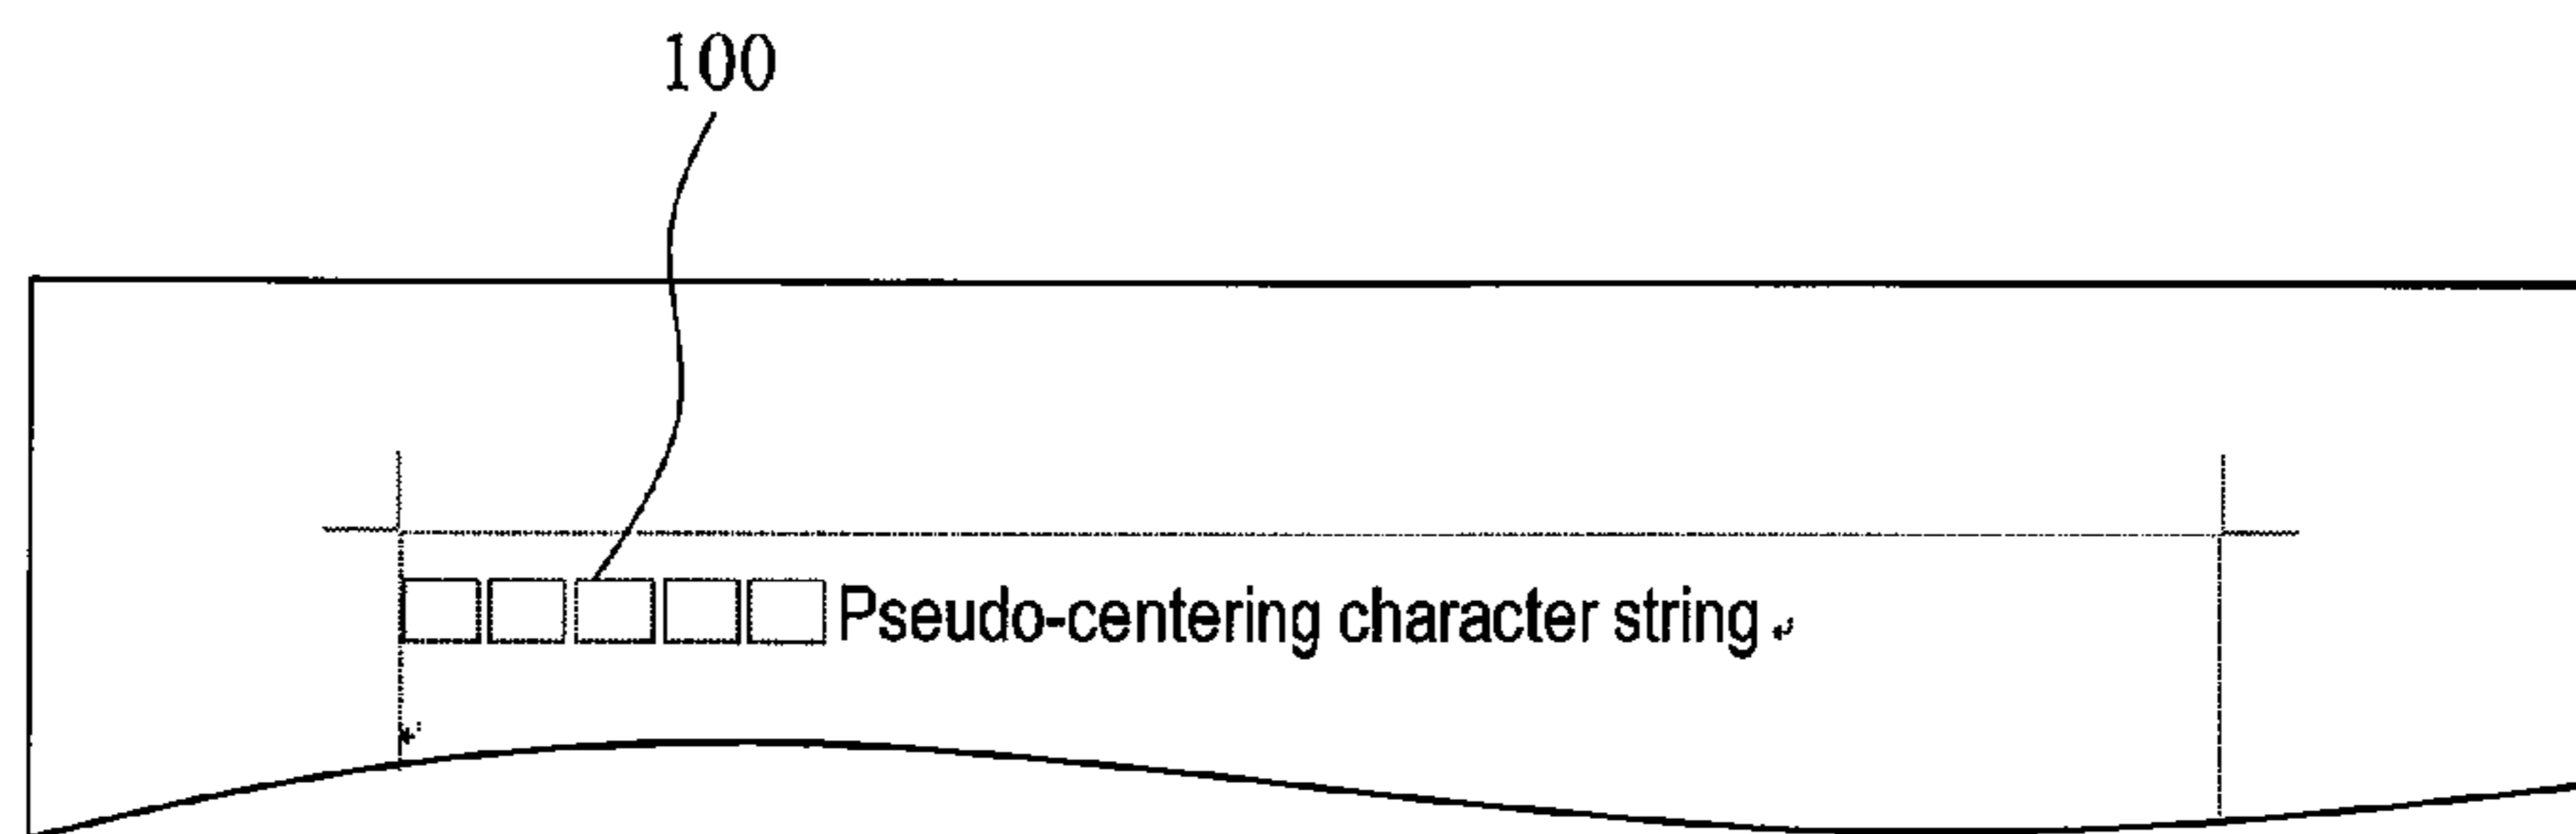 100
□□□□□Pseudo-centering character string↵
↵